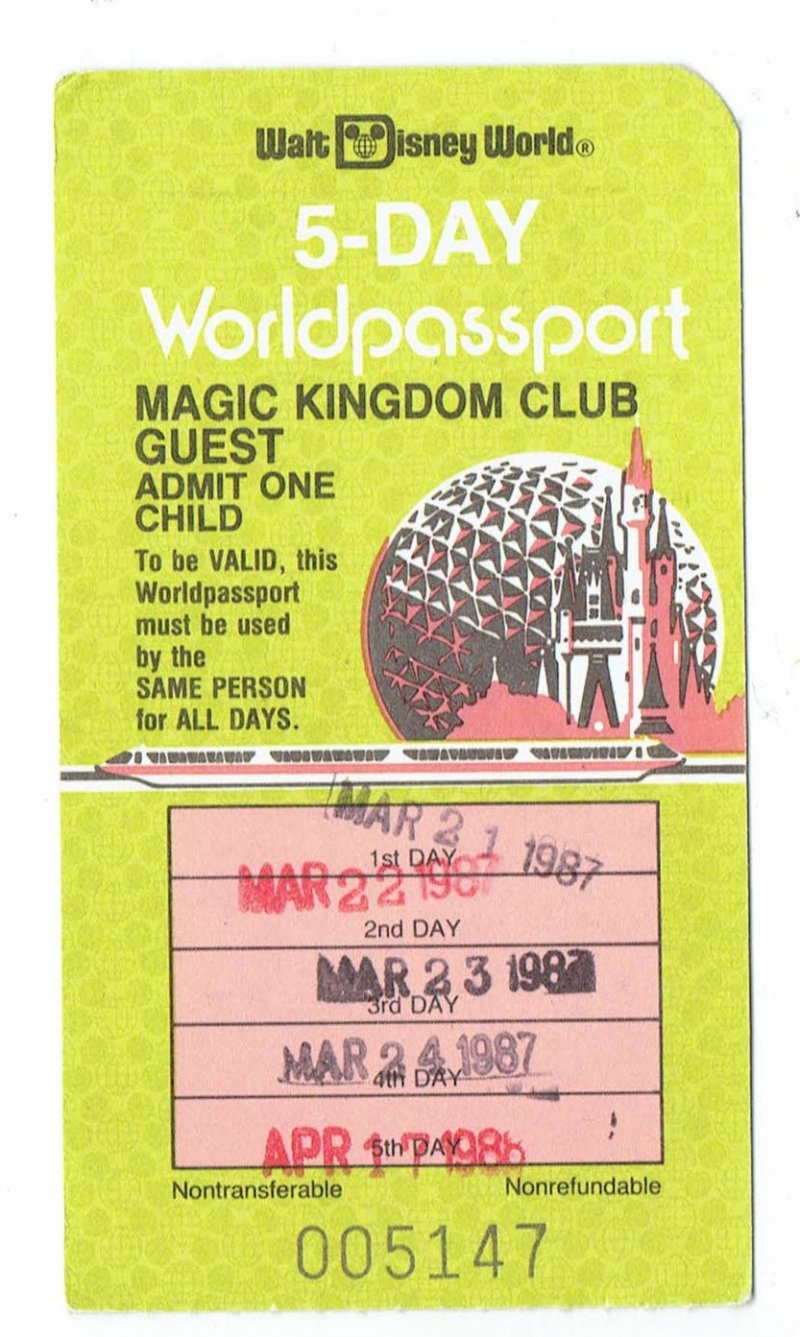 Walt Disney World®
5-DAY
Worldpassport
MAGIC KINGDOM CLUB
GUEST
ADMIT ONE
CHILD
To be VALID, this
Worldpassport
must be used
by the
SAME PERSON
for ALL DAYS.
MAR 21 1987
1st DAY
MAR 22 1987
2nd DAY
MAR 23 1987
3rd DAY
MAR 24 1987
4th DAY
APR 17
5th DAY
Nontransferable
Nonrefundable
005147